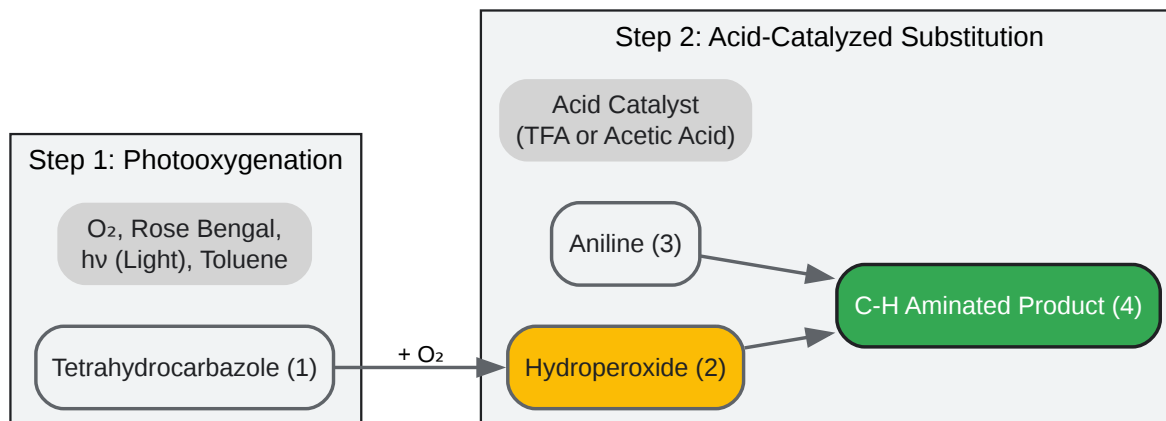 Step 1: Photooxygenation
O₂, Rose Bengal,
hν (Light), Toluene
Tetrahydrocarbazole (1)
+ O₂
Step 2: Acid-Catalyzed Substitution
Acid Catalyst
(TFA or Acetic Acid)
Aniline (3)
Hydroperoxide (2)
C-H Aminated Product (4)